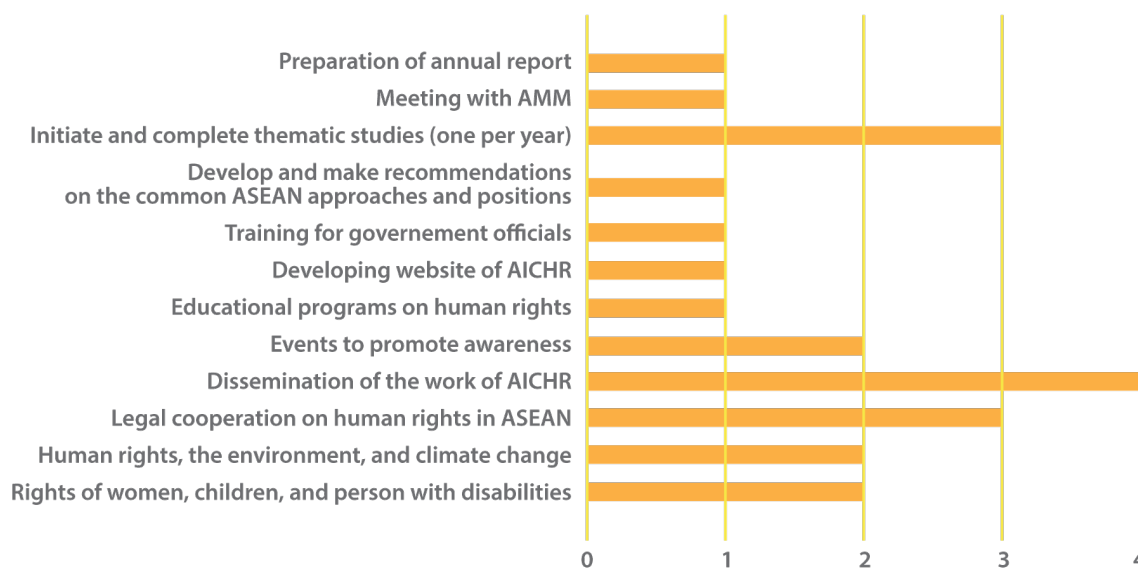 Preparation of annual report
Meeting with AMM
Initiate and complete thematic studies (one per year)
Develop and make recommendations
on the common ASEAN approaches and positions
Training for governement officials
Developing website of AICHR
Educational programs on human rights
Events to promote awareness
Dissemination of the work of AICHR
Legal cooperation on human rights in ASEAN
Human rights, the environment, and climate change
Rights of women, children, and person with disabilities
0 1 2 3 4